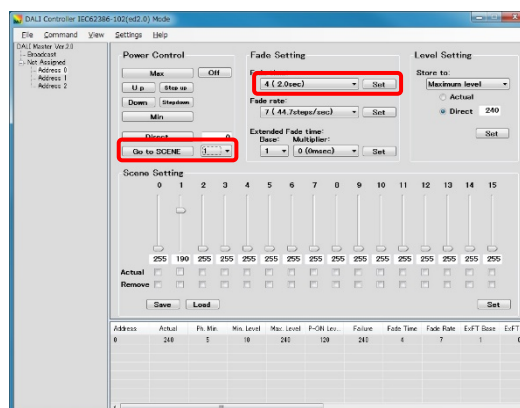 DALI Controller IEC62386-102(ed2.0) Mode
File Command View Settings Help
DALI Master Ver.2.0
Broadcast
Not Assigned
Address 0
Address 1
Address 2
Power Control
Max Off
Up Step up
Down Stepdown
Min
Direct 0
Go to SCENE 1
Fade Setting
4 ( 2.0sec) Set
Fade rate:
7 ( 44.7steps/sec) Set
Extended Fade time:
Base: Multiplier:
1 0 (0msec) Set
Level Setting
Store to:
Maximum level
Actual
Direct 240
Set
Scene Setting
0 1 2 3 4 5 6 7 8 9 10 11 12 13 14 15
255 190 255 255 255 255 255 255 255 255 255 255 255 255 255 255
Actual
Remove
Save Load Set
Address Actual Ph. Min Min. Level Max. Level P-ON Lev... Failure Fade Time Fade Rate ExFT Base ExFT
0 240 5 10 240 120 240 4 7 1 0